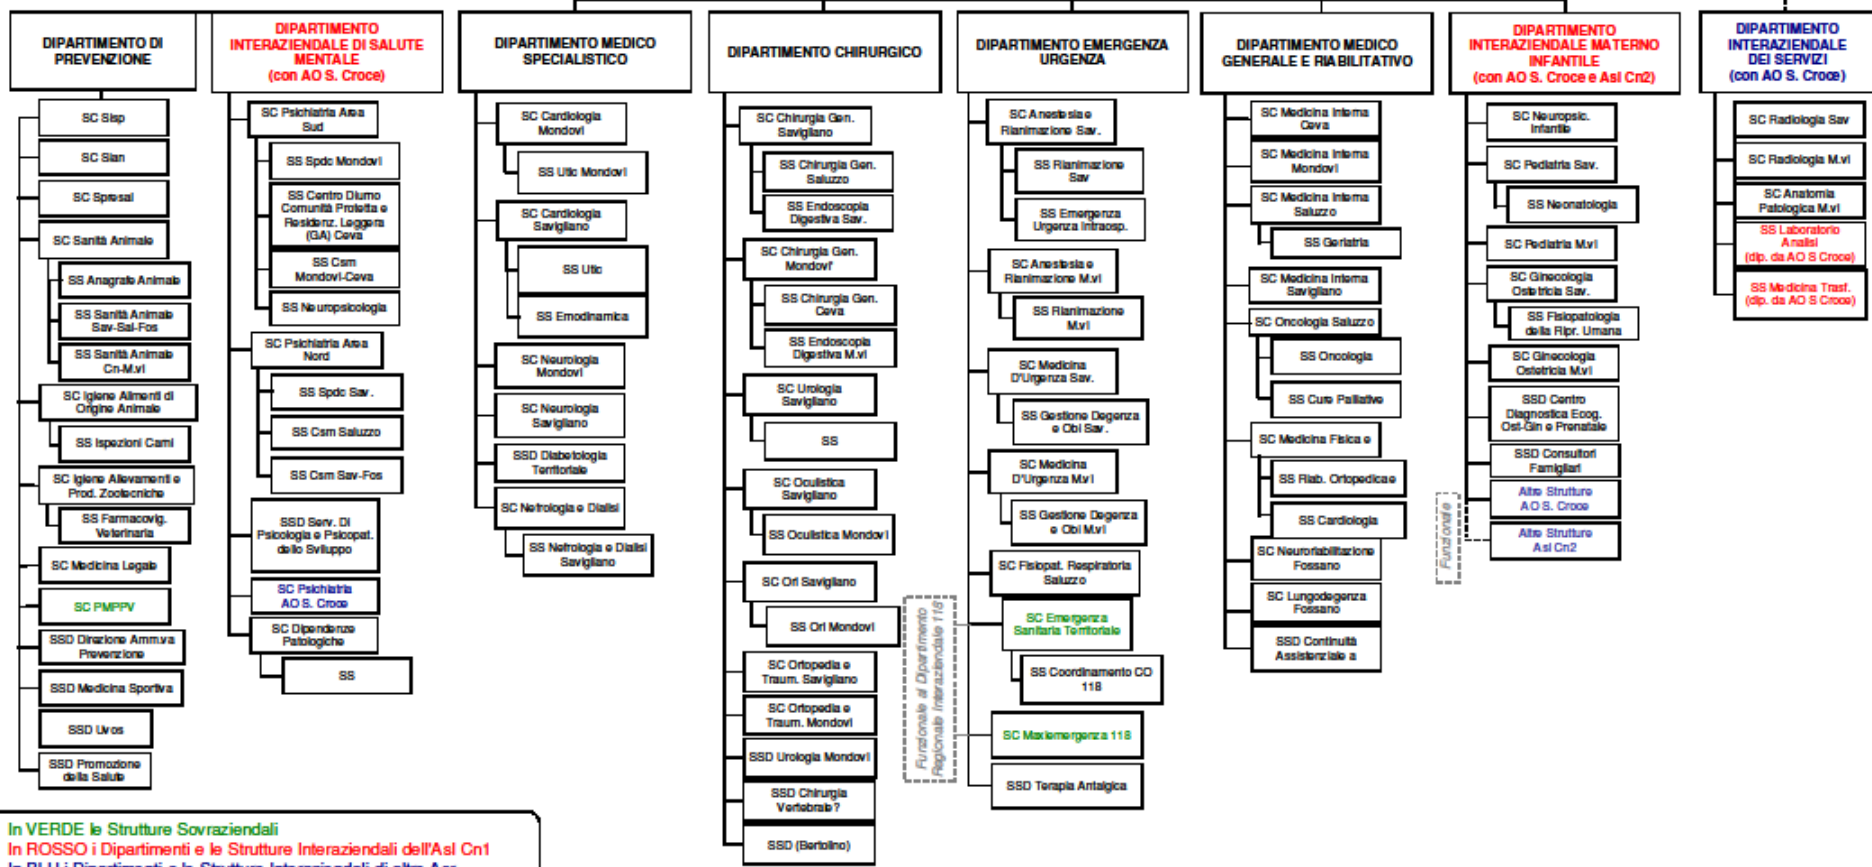 DIPARTIMENTO DI
PREVENZIONE
SC Sisp
SC Sian
SC Spresal
SC Sanità Animale
SS Anagrafe Animale
SS Sanità Animale
Sav-Sal-Fos
SS Sanità Animale
Cn-M.vi
SC Igiene Alimenti di
Origine Animale
SS Ispezioni Carni
SC Igiene Allevamenti e
Prod. Zootecniche
SS Farmacovig.
Veterinaria
SC Medicina Legale
SC PMPPV
SSD Direzione Amm.va
Prevenzione
SSD Medicina Sportiva
SSD Uvos
SSD Promozione
della Salute
DIPARTIMENTO
INTERAZIENDALE DI SALUTE
MENTALE
(con AO S. Croce)
SC Psichiatria Area
Sud
SS Spdc Mondovì
SS Centro Diurno
Comunità Protetta e
Residenz. Leggera
(GA) Ceva
SS Csm
Mondovì-Ceva
SS Neuropsicologia
SC Psichiatria Area
Nord
SS Spdc Sav.
SS Csm Saluzzo
SS Csm Sav-Fos
SSD Serv. Di
Psicologia e Psicopat.
dello Sviluppo
SC Psichiatria
AO S. Croce
SC Dipendenze
Patologiche
SS
DIPARTIMENTO MEDICO
SPECIALISTICO
SC Cardiologia
Mondovì
SS Utic Mondovì
SC Cardiologia
Savigliano
SS Utic
SS Emodinamica
SC Neurologia
Mondovì
SC Neurologia
Savigliano
SSD Diabetologia
Territoriale
SC Nefrologia e Dialisi
SS Nefrologia e Dialisi
Savigliano
DIPARTIMENTO CHIRURGICO
SC Chirurgia Gen.
Savigliano
SS Chirurgia Gen.
Saluzzo
SS Endoscopia
Digestiva Sav.
SC Chirurgia Gen.
Mondovi'
SS Chirurgia Gen.
Ceva
SS Endoscopia
Digestiva M.vi
SC Urologia
Savigliano
SS
SC Oculistica
Savigliano
SS Oculistica Mondovì
SC Orl Savigliano
SS Orl Mondovì
SC Ortopedia e
Traum. Savigliano
SC Ortopedia e
Traum. Mondovì
SSD Urologia Mondovì
SSD Chirurgia
Vertebrale?
SSD (Bertolino)
DIPARTIMENTO EMERGENZA
URGENZA
SC Anestesia e
Rianimazione Sav.
SS Rianimazione
Sav
SS Emergenza
Urgenza Intraosp.
SC Anestesia e
Rianimazione M.vi
SS Rianimazione
M.vi
SC Medicina
D'Urgenza Sav.
SS Gestione Degenza
e Obi Sav.
SC Medicina
D'Urgenza M.vi
SS Gestione Degenza
e Obi M.vi
SC Fisiopat. Respiratoria
Saluzzo
Funzionale al Dipartimento
Regionale Interaziendale 118
SC Emergenza
Sanitaria Territoriale
SS Coordinamento CO
118
SC Maxiemergenza 118
SSD Terapia Antalgica
DIPARTIMENTO MEDICO
GENERALE E RIABILITATIVO
SC Medicina Interna
Ceva
SC Medicina Interna
Mondovì
SC Medicina Interna
Saluzzo
SS Geriatria
SC Medicina Interna
Savigliano
SC Oncologia Saluzzo
SS Oncologia
SS Cure Palliative
SC Medicina Fisica e
SS Riab. Ortopedica e
SS Cardiologia
SC Neuroriabilitazione
Fossano
SC Lungodegenza
Fossano
SSD Continuità
Assistenziale a
DIPARTIMENTO
INTERAZIENDALE MATERNO
INFANTILE
(con AO S. Croce e Asl Cn2)
SC Neuropsic.
Infantile
SC Pediatria Sav.
SS Neonatologia
SC Pediatria M.vi
SC Ginecologia
Ostetricia Sav.
SS Fisiopatologia
della Ripr. Umana
SC Ginecologia
Ostetricia M.vi
SSD Centro
Diagnostica Ecog.
Ost-Gin e Prenatale
SSD Consultori
Famigliari
Funzionale
Altre Strutture
AO S. Croce
Altre Strutture
Asl Cn2
DIPARTIMENTO
INTERAZIENDALE
DEI SERVIZI
(con AO S. Croce)
SC Radiologia Sav
SC Radiologia M.vi
SC Anatomia
Patologica M.vi
SS Laboratorio
Analisi
(dip. da AO S Croce)
SS Medicina Trasf.
(dip. da AO S Croce)
In VERDE le Strutture Sovraziendali
In ROSSO i Dipartimenti e le Strutture Interaziendali dell'Asl Cn1
In BLU i Dipartimenti e le Strutture Interaziendali di altre Asr